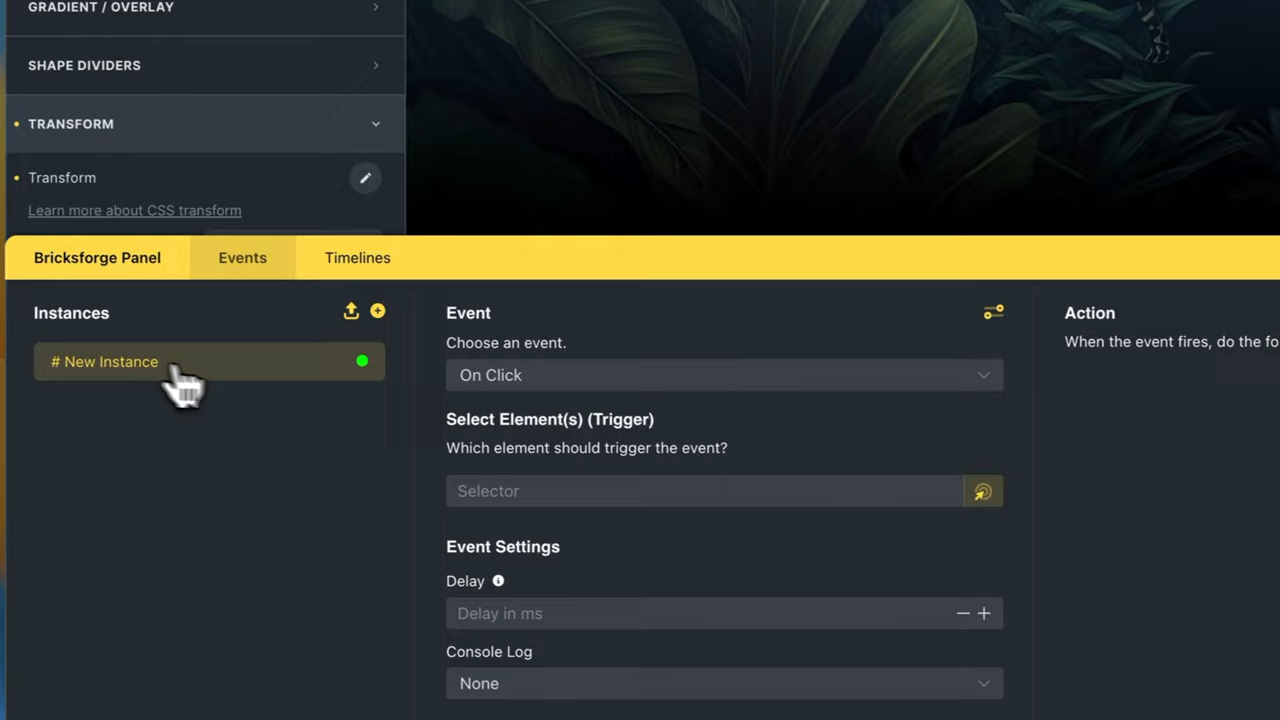 GRADIENT / OVERLAY
SHAPE DIVIDERS
TRANSFORM
Transform
Learn more about CSS transform
Bricksforge Panel
Events
Timelines
Instances
# New Instance
Event
Choose an event.
On Click
Select Element(s) (Trigger)
Which element should trigger the event?
Selector
Event Settings
Delay
Delay in ms
Console Log
None
Action
When the event fires, do the fo